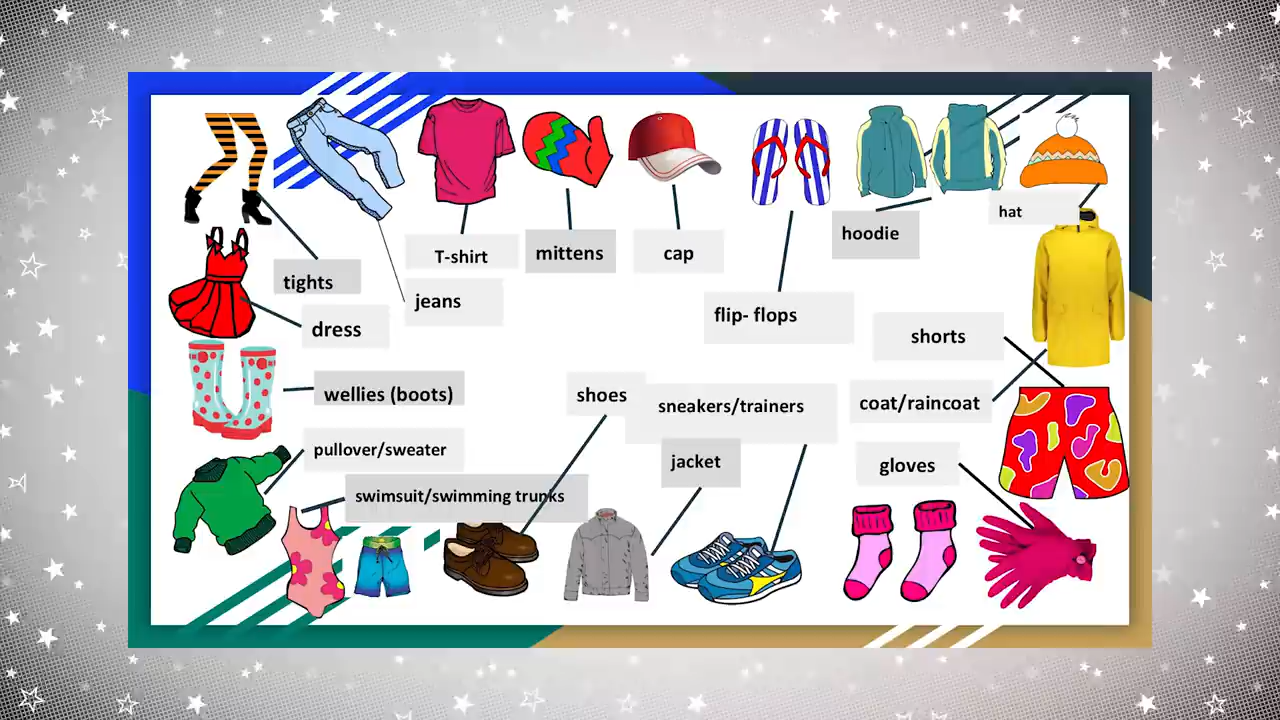 hat
hoodie
T-shirt
mittens
cap
tights
jeans
flip- flops
dress
shorts
wellies (boots)
shoes
sneakers/trainers
coat/raincoat
pullover/sweater
jacket
gloves
swimsuit/swimming trunks